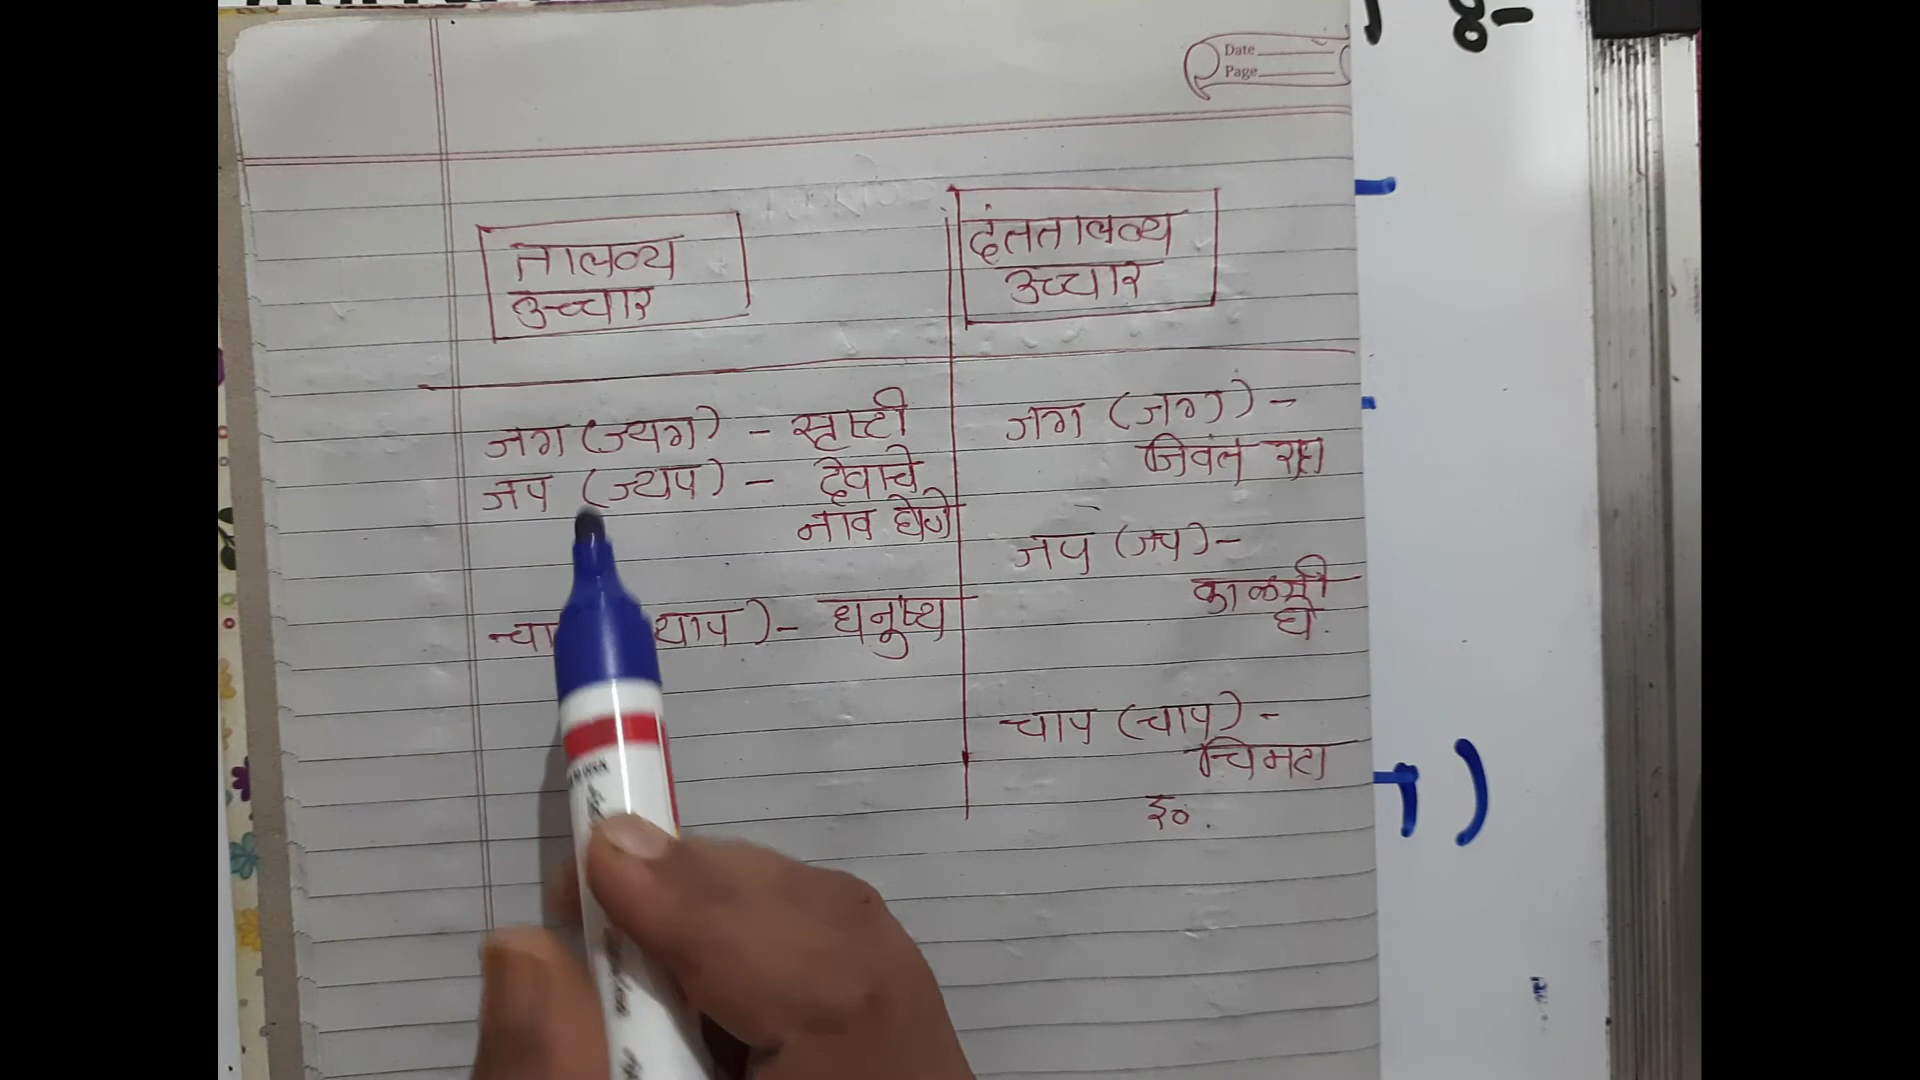 Date
Page
तालव्य
उच्चार
दंततालव्य
उच्चार
जग (ज्यग) - सृष्टी
जप (ज्यप) - देवाचे
नाव घेणे
धनुष्य
जग (जग) -
जिवंत रहा
जप (जप) -
काळजी
घे.
चाप (चाप) -
चिमटा
इ०.